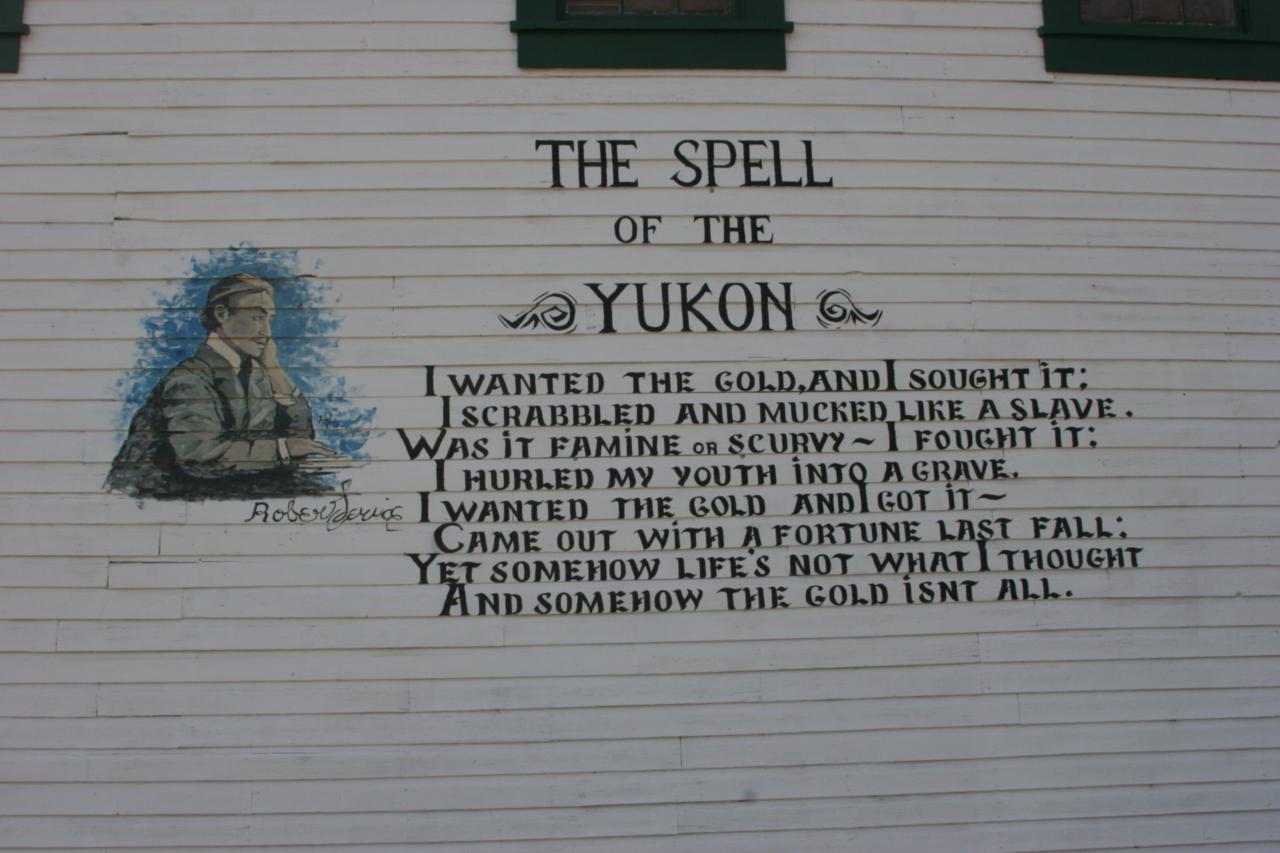 THE SPELL
OF THE
YUKON
I WANTED THE GOLD, AND I SOUGHT IT:
I SCRABBLED AND MUCKED LIKE A SLAVE.
WAS IT FAMINE OR SCURVY ~ I FOUGHT IT:
I HURLED MY YOUTH INTO A GRAVE.
I WANTED THE GOLD AND I GOT IT ~
CAME OUT WITH A FORTUNE LAST FALL:
YET SOMEHOW LIFE'S NOT WHAT I THOUGHT
AND SOMEHOW THE GOLD ISNT ALL.
Robert Service